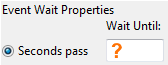 Event Wait Properties
Wait Until:
Seconds pass
?